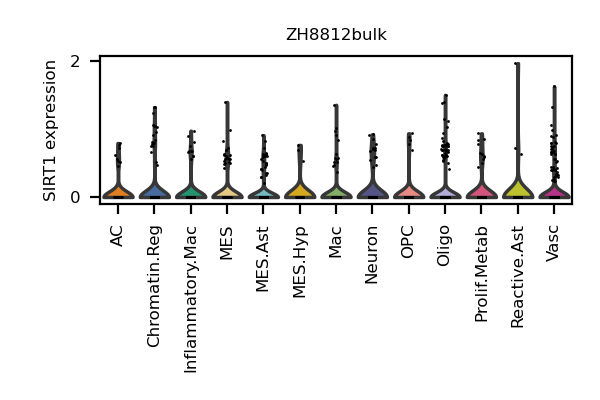 ZH8812bulk
SIRT1 expression
2
0
AC
Chromatin.Reg
Inflammatory.Mac
MES
MES.Ast
MES.Hyp
Mac
Neuron
OPC
Oligo
Prolif.Metab
Reactive.Ast
Vasc